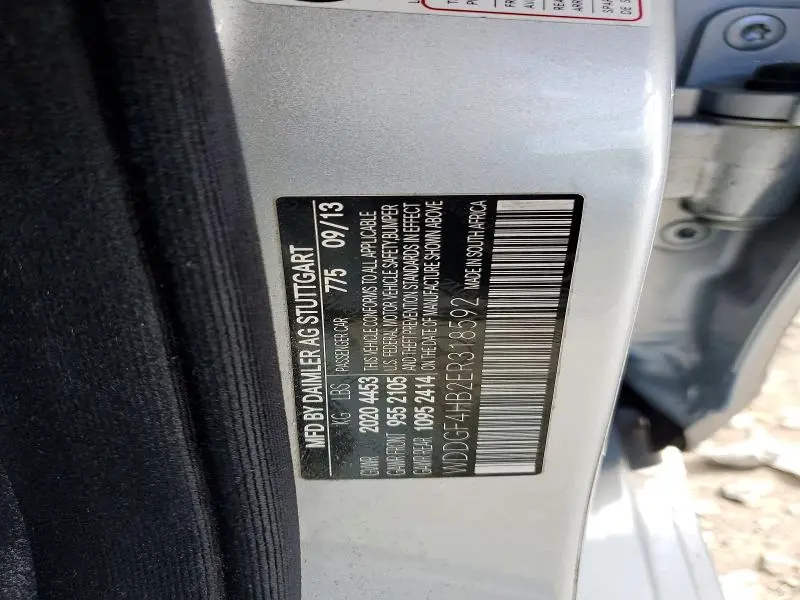 MFD BY DAIMLER AG STUTTGART
KG LBS PASSENGER CAR 775 09/13
GVWR 2020 4453 THIS VEHICLE CONFORMS TO ALL APPLICABLE
GAWR FRONT 955 2105 U.S. FEDERAL MOTOR VEHICLE SAFETY, BUMPER
AND THEFT PREVENTION STANDARDS IN EFFECT
GAWR REAR 1095 2414 ON THE DATE OF MANUFACTURE SHOWN ABOVE
WDDGF4HB2ER318592 MADE IN SOUTH AFRICA